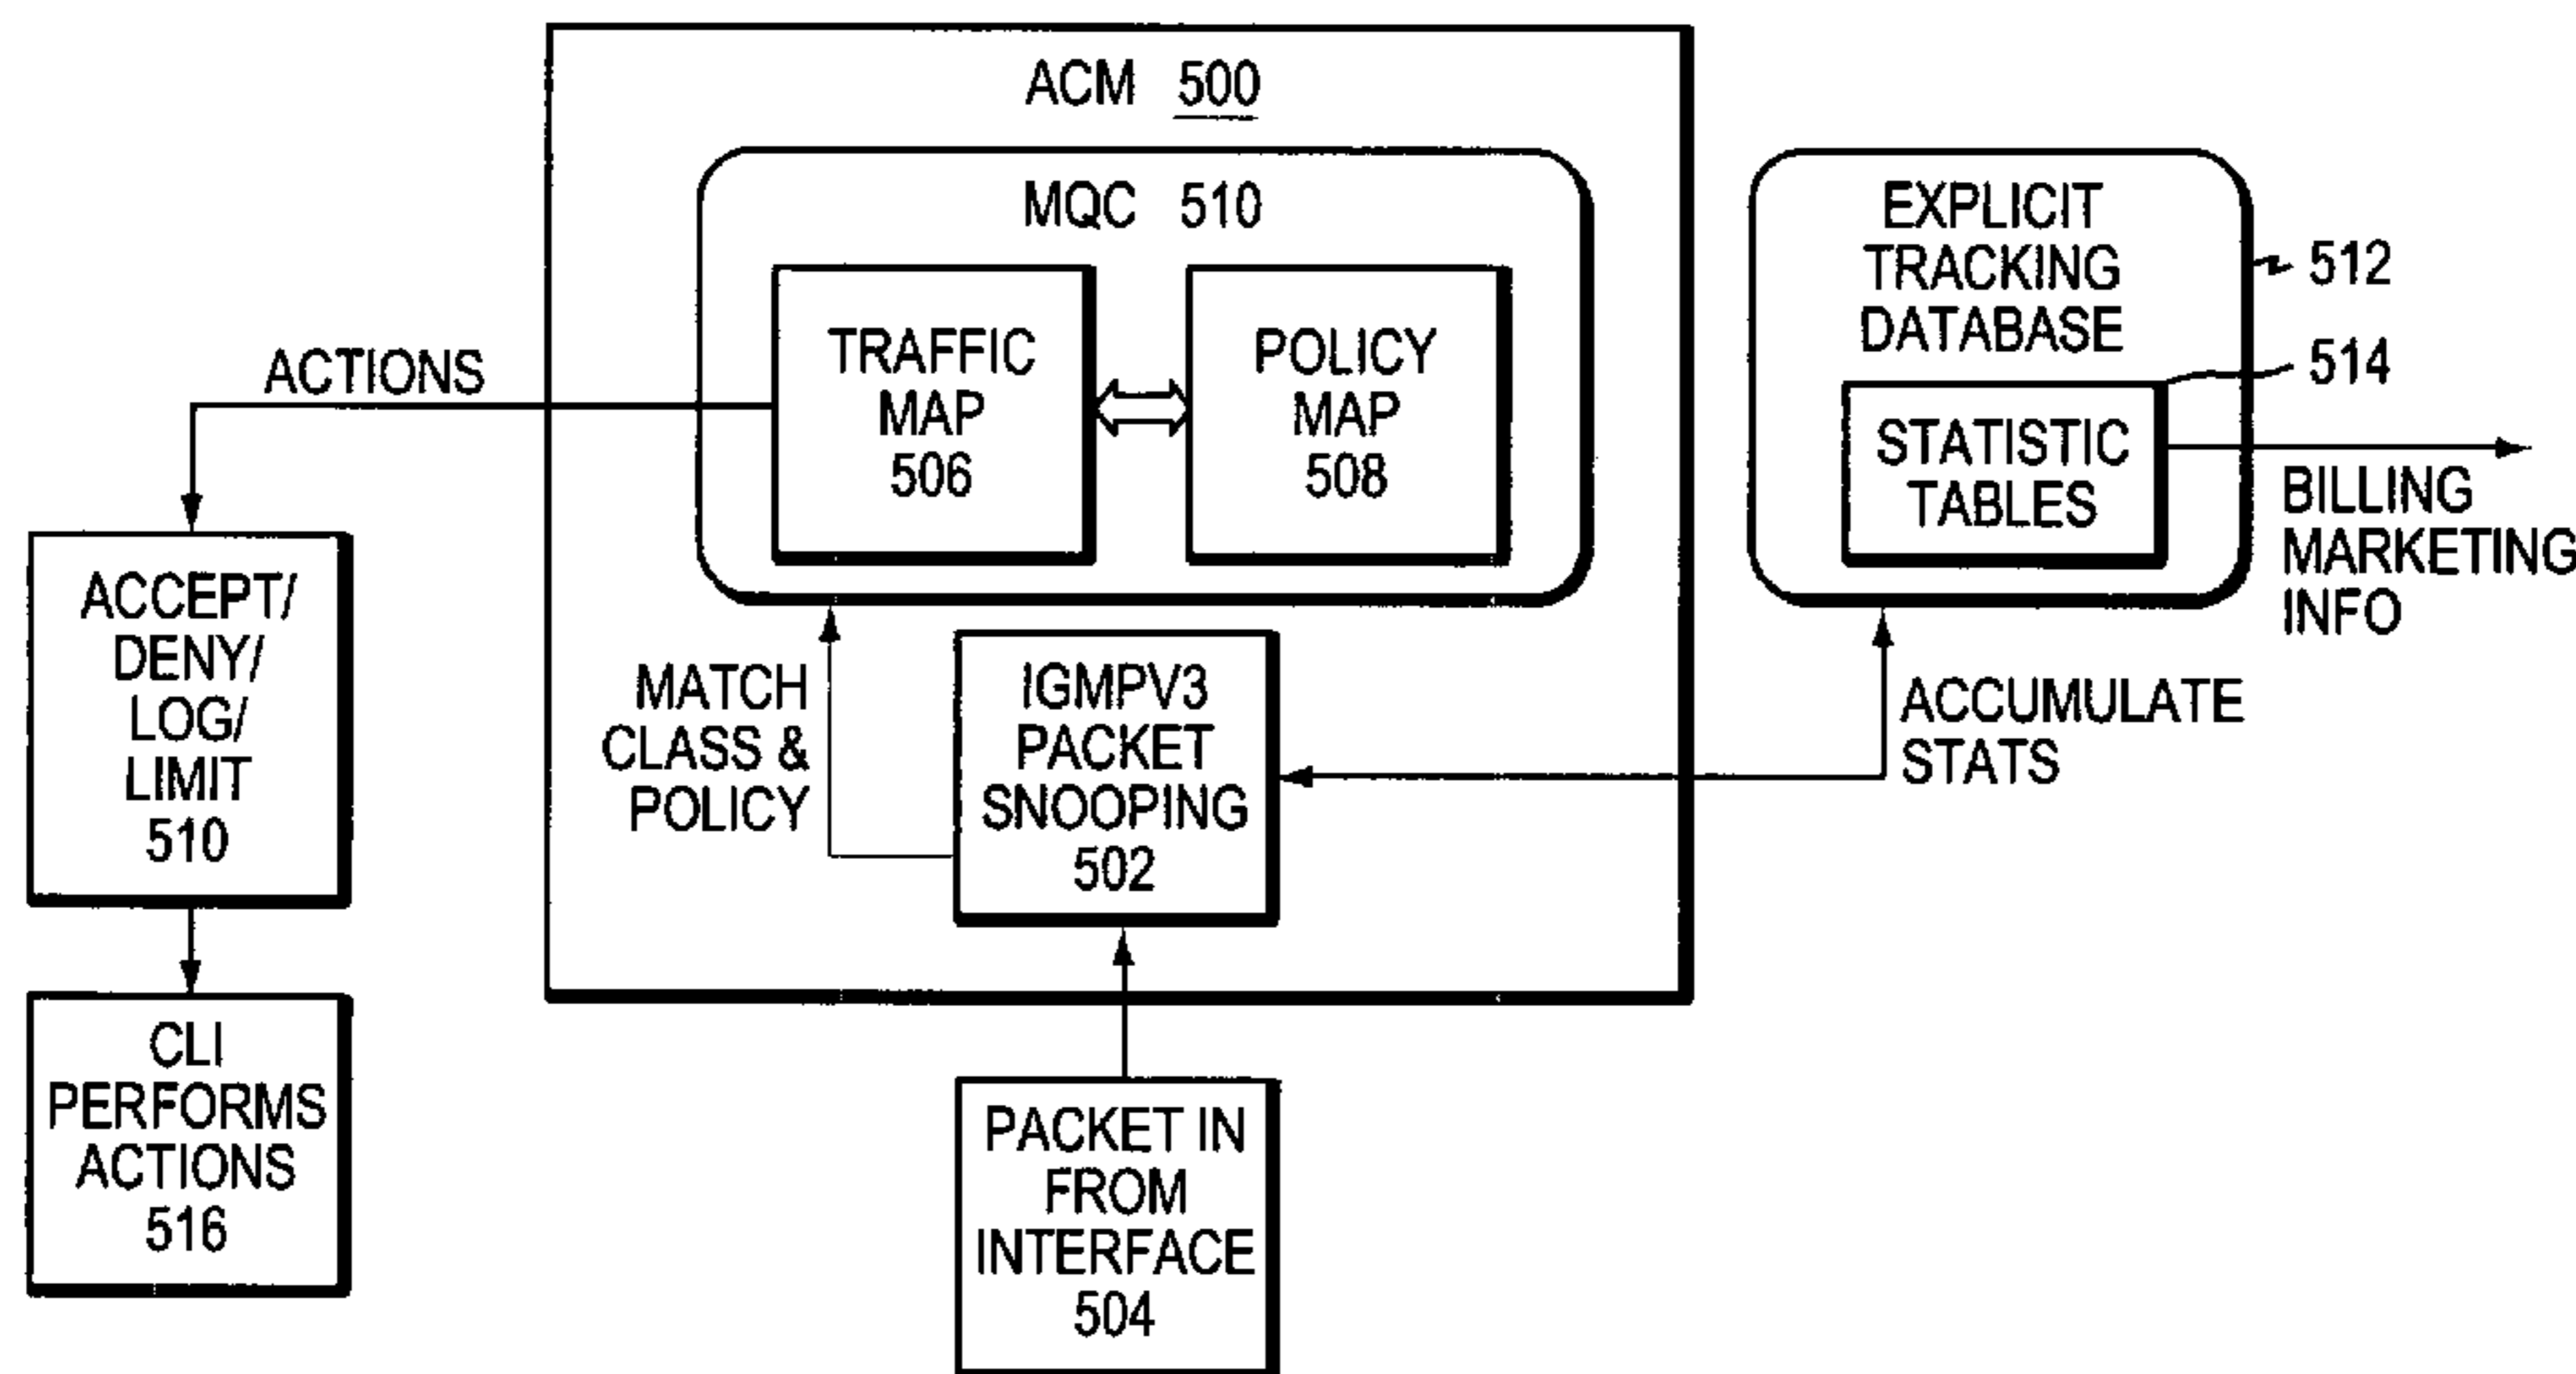 ACM 500
MQC 510
TRAFFIC
MAP
506
POLICY
MAP
508
EXPLICIT
TRACKING
DATABASE
512
514
STATISTIC
TABLES
BILLING
MARKETING
INFO
ACTIONS
ACCEPT/
DENY/
LOG/
LIMIT
510
CLI
PERFORMS
ACTIONS
516
MATCH
CLASS &
POLICY
IGMPV3
PACKET
SNOOPING
502
ACCUMULATE
STATS
PACKET IN
FROM
INTERFACE
504